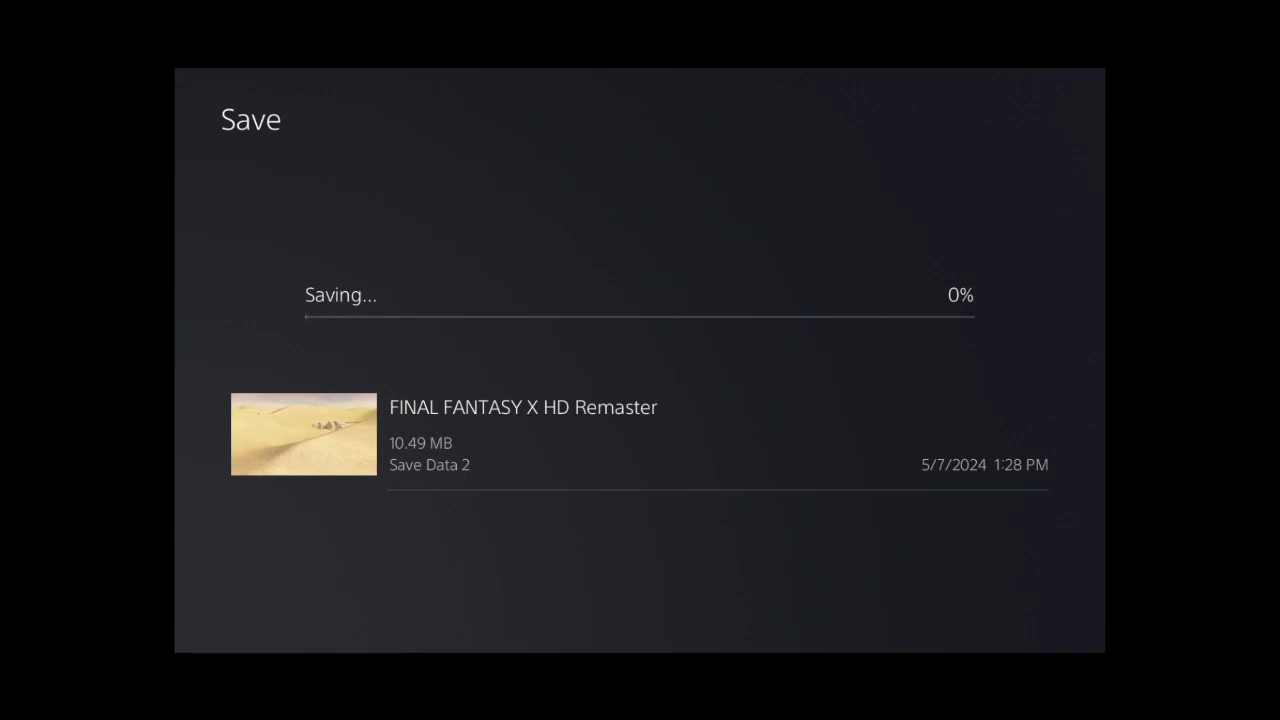 Save
Saving...	0%
FINAL FANTASY X HD Remaster
10.49 MB
Save Data 2	5/7/2024 1:28 PM